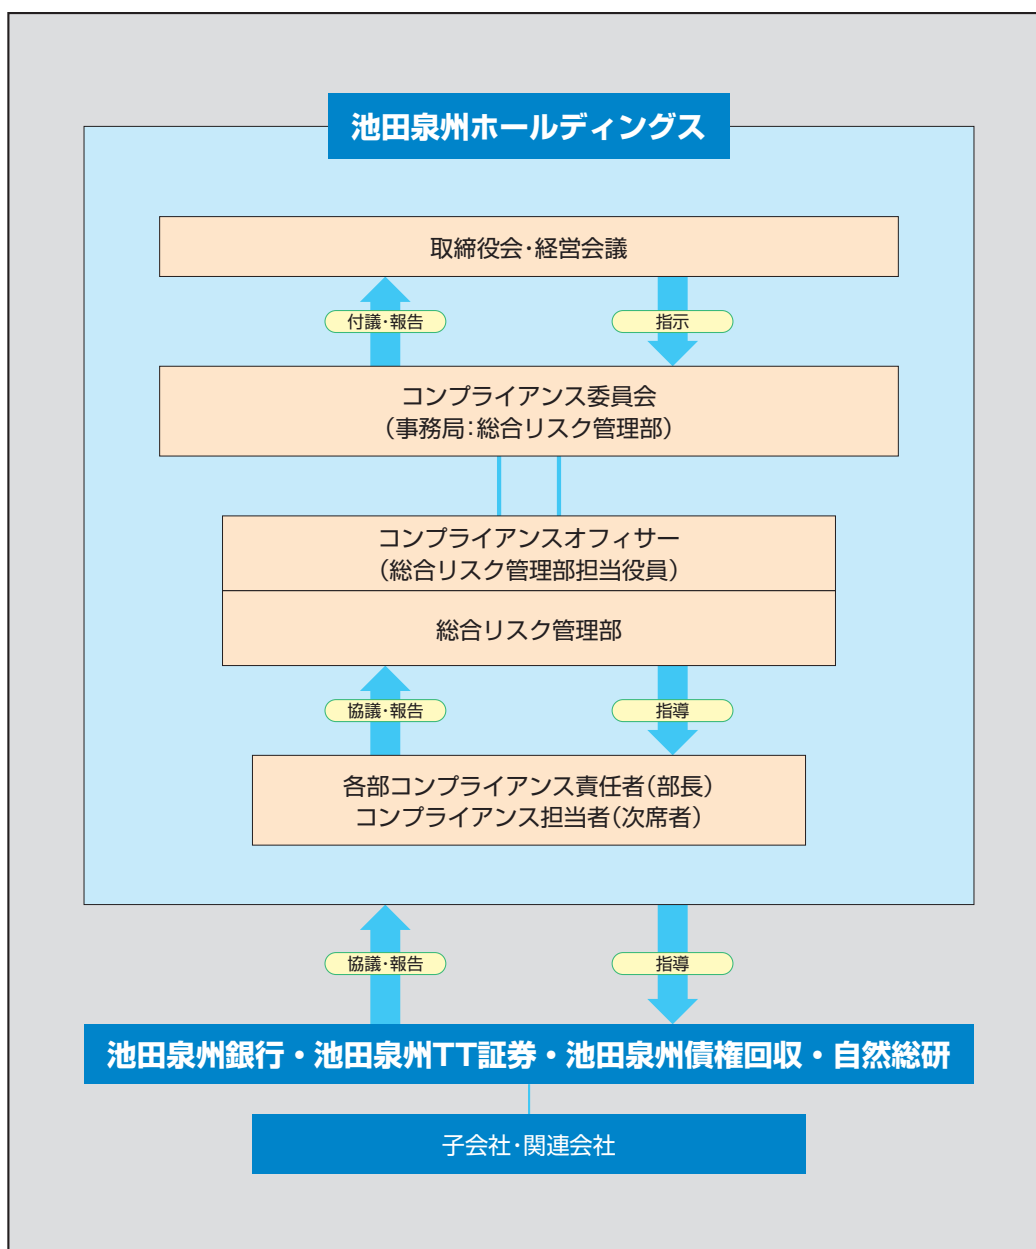 池田泉州ホールディングス
取締役会・経営会議
付議・報告
指示
コンプライアンス委員会
（事務局：総合リスク管理部）
コンプライアンスオフィサー
（総合リスク管理部担当役員）
総合リスク管理部
協議・報告
指導
各部コンプライアンス責任者（部長）
コンプライアンス担当者（次席者）
協議・報告
指導
池田泉州銀行・池田泉州TT証券・池田泉州債権回収・自然総研
子会社・関連会社